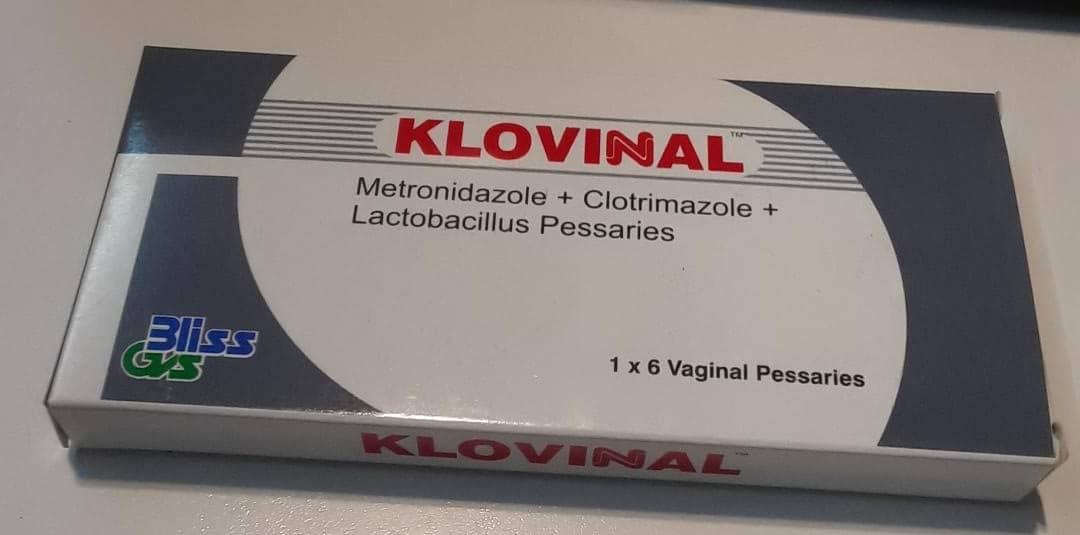 KLOVINAL™
Metronidazole + Clotrimazole +
Lactobacillus Pessaries
Bliss
GVS
1 x 6 Vaginal Pessaries
KLOVINAL™